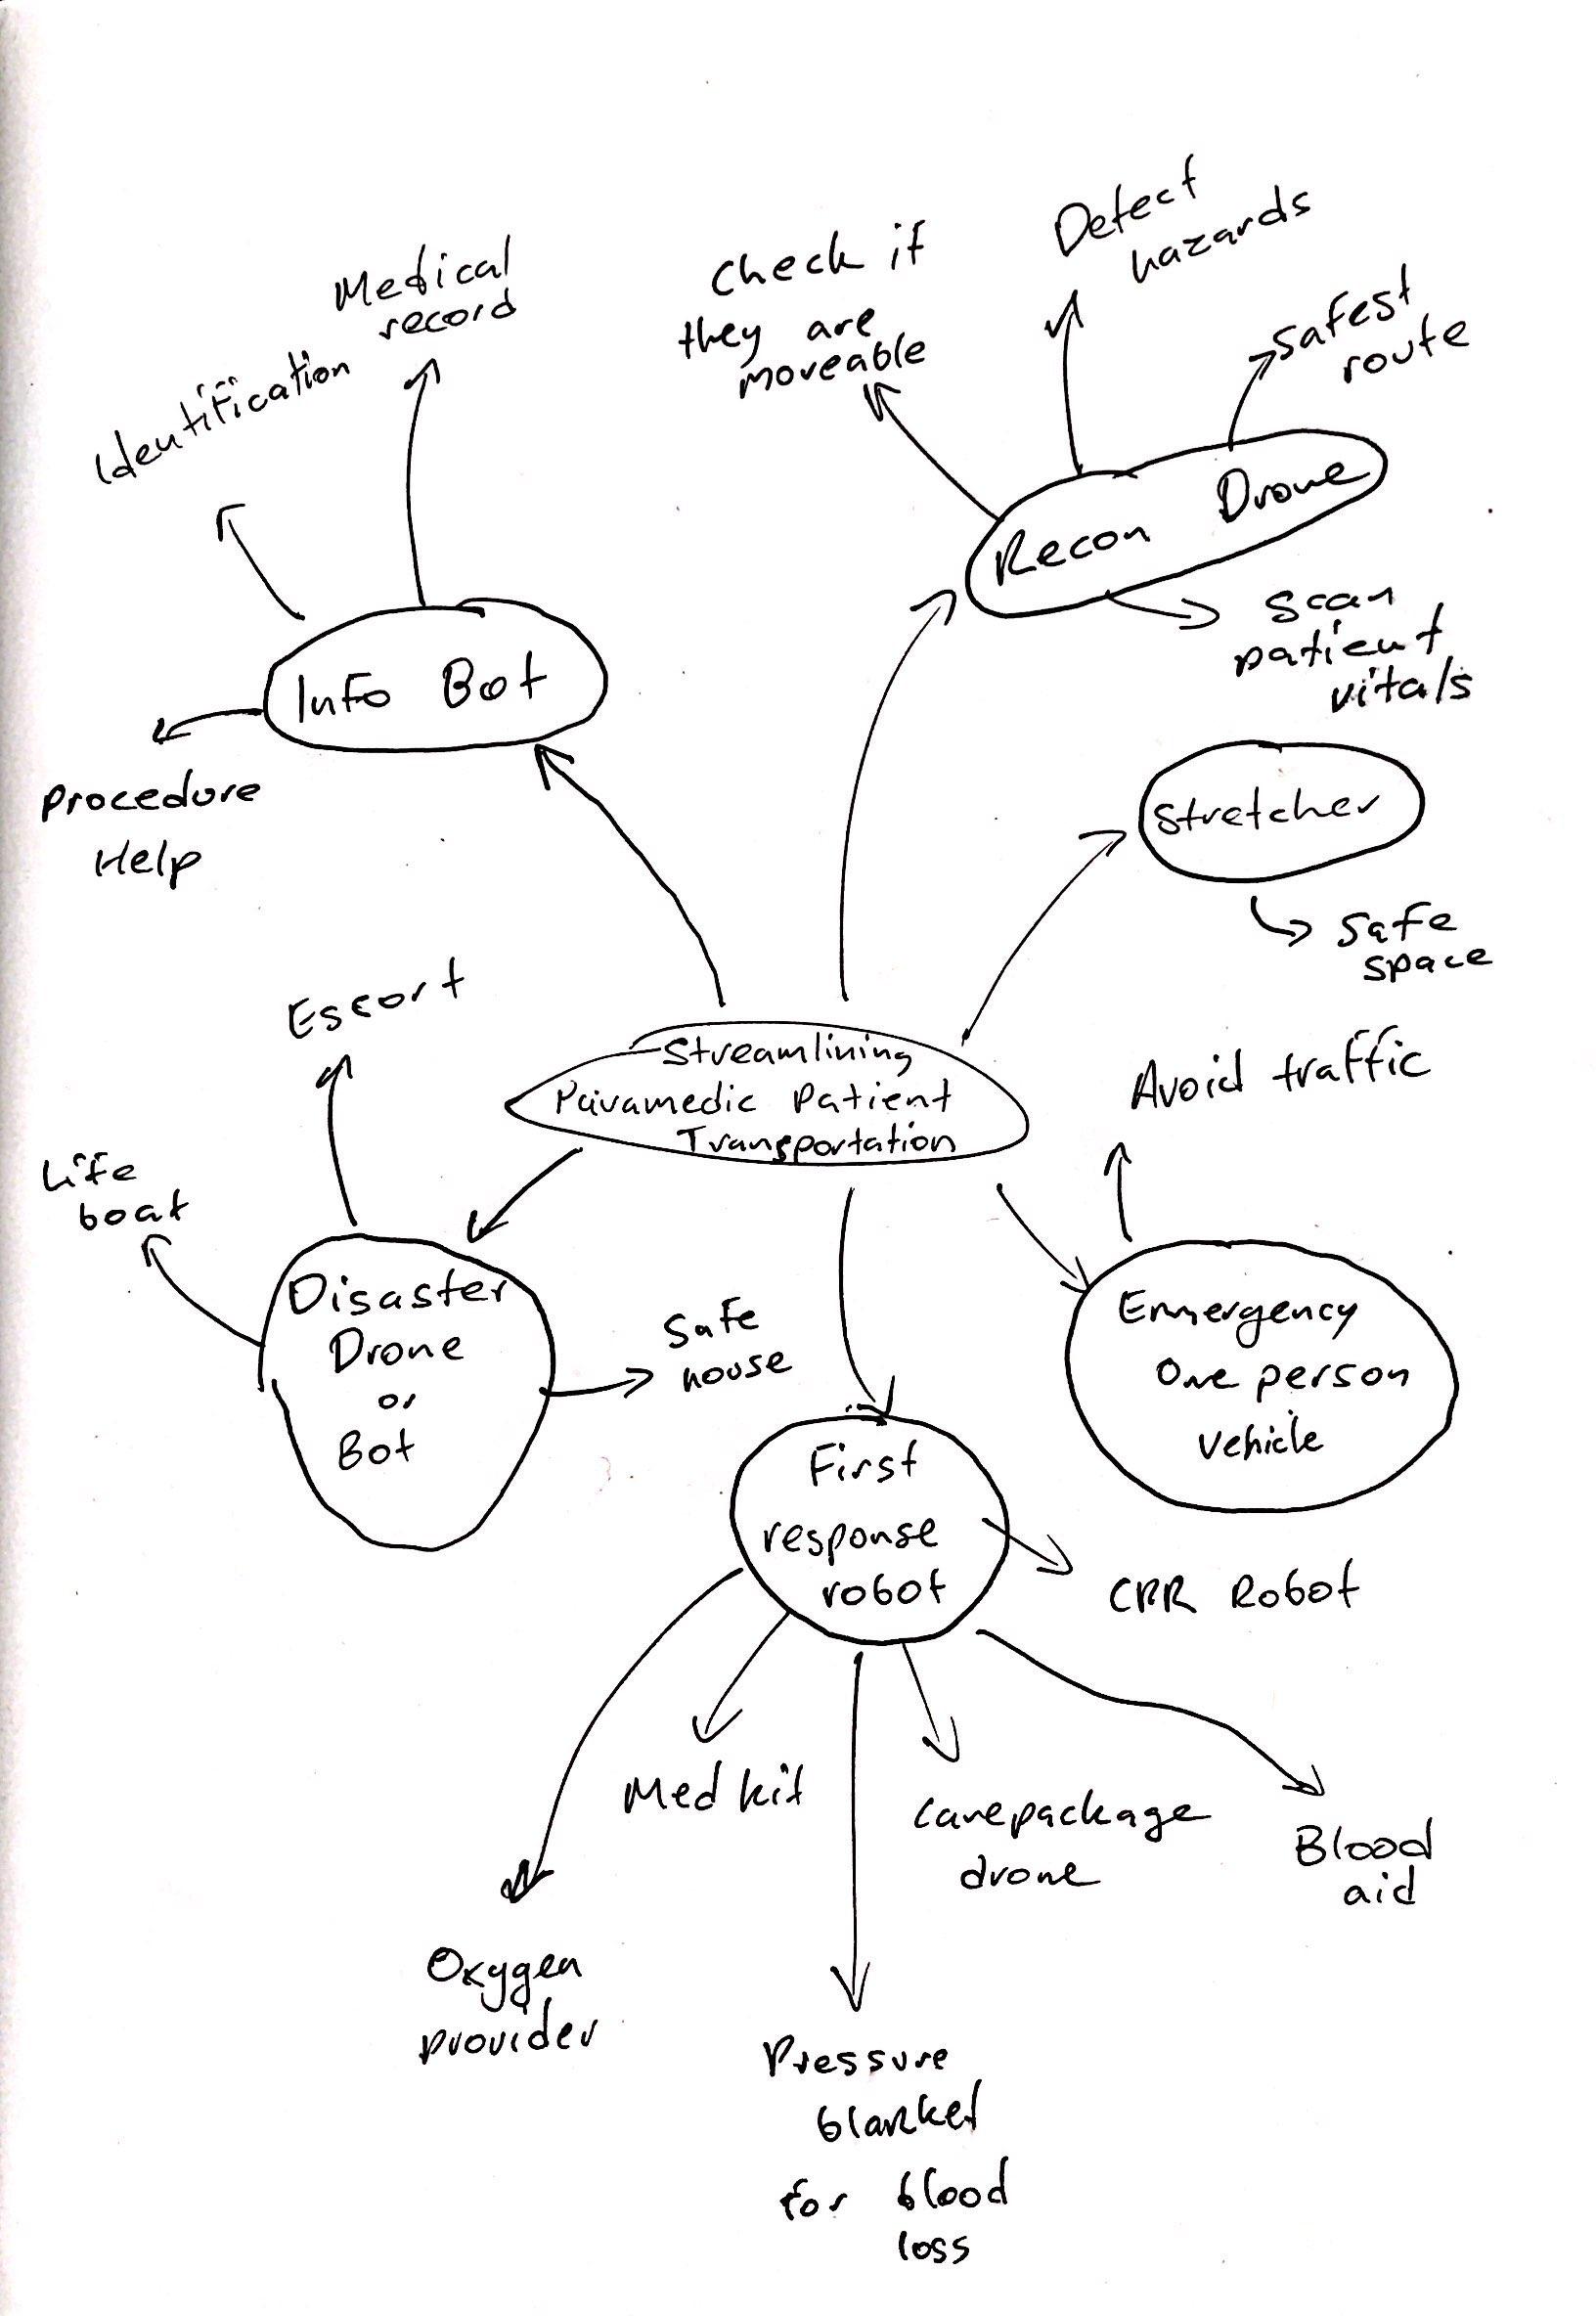 Medical
record
Identification
Info Bot
Procedure
Help
Check if
they are
moveable
Detect
hazards
safest
route
Recon Drone
Scan
patient
vitals
Stretcher
Safe
space
Streamlining
Paramedic Patient
Transportation
Escort
Life
boat
Disaster
Drone
or
Bot
Safe
house
Avoid traffic
Emmergency
One person
vehicle
First
response
robot
CPR Robot
Med kit
Carepackage
drone
Blood
aid
Oxygen
provider
Pressure
blanket
for blood
loss